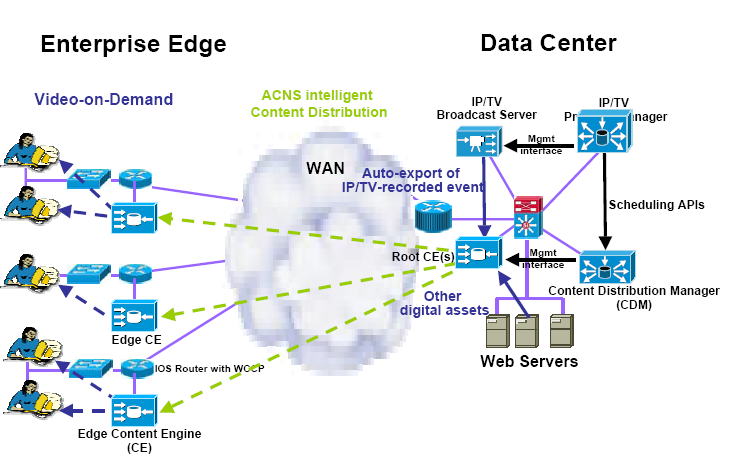 Enterprise Edge
Data Center
Video-on-Demand
ACNS intelligent
Content Distribution
IP/TV
Broadcast Server
IP/TV
Mgmt
interface
WAN
Auto-export of
IP/TV-recorded event
Scheduling APIs
Root CE(s)
Mgmt
interface
Other
digital assets
Content Distribution Manager
(CDM)
Edge CE
Web Servers
IOS Router with WCCP
Edge Content Engine
(CE)